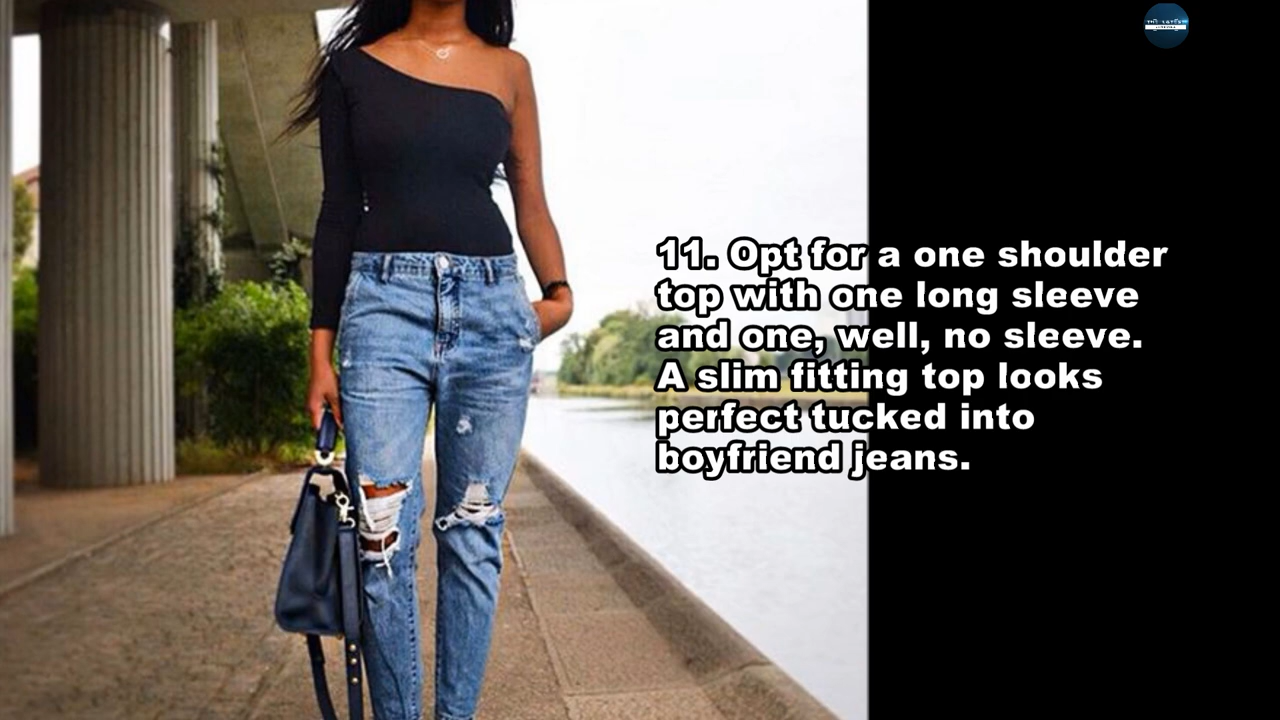 11. Opt for a one shoulder
top with one long sleeve
and one, well, no sleeve.
A slim fitting top looks
perfect tucked into
boyfriend jeans.